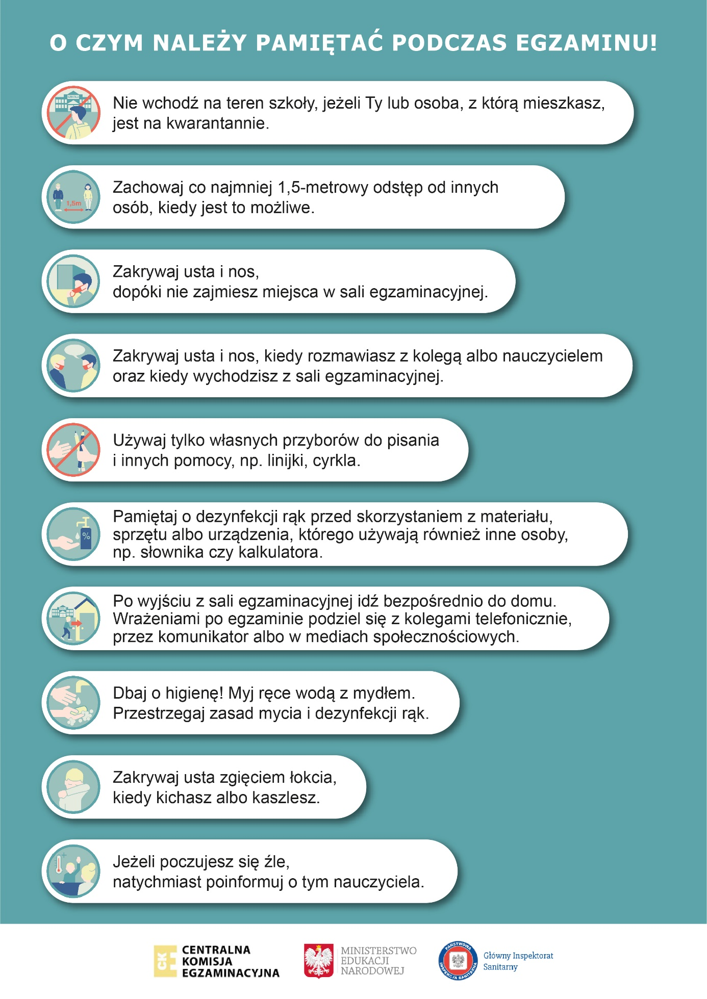 O CZYM NALEŻY PAMIĘTAĆ PODCZAS EGZAMINU!
SZKOŁA
Nie wchodź na teren szkoły, jeżeli Ty lub osoba, z którą mieszkasz,
jest na kwarantannie.
1,5m
Zachowaj co najmniej 1,5-metrowy odstęp od innych
osób, kiedy jest to możliwe.
Zakrywaj usta i nos,
dopóki nie zajmiesz miejsca w sali egzaminacyjnej.
Zakrywaj usta i nos, kiedy rozmawiasz z kolegą albo nauczycielem
oraz kiedy wychodzisz z sali egzaminacyjnej.
Używaj tylko własnych przyborów do pisania
i innych pomocy, np. linijki, cyrkla.
%
Pamiętaj o dezynfekcji rąk przed skorzystaniem z materiału,
sprzętu albo urządzenia, którego używają również inne osoby,
np. słownika czy kalkulatora.
Po wyjściu z sali egzaminacyjnej idź bezpośrednio do domu.
Wrażeniami po egzaminie podziel się z kolegami telefonicznie,
przez komunikator albo w mediach społecznościowych.
Dbaj o higienę! Myj ręce wodą z mydłem.
Przestrzegaj zasad mycia i dezynfekcji rąk.
Zakrywaj usta zgięciem łokcia,
kiedy kichasz albo kaszlesz.
Jeżeli poczujesz się źle,
natychmiast poinformuj o tym nauczyciela.
CKE
CENTRALNA
KOMISJA
EGZAMINACYJNA
MINISTERSTWO
EDUKACJI
NARODOWEJ
PAŃSTWOWA
INSPEKCJA SANITARNA
Główny Inspektorat
Sanitarny